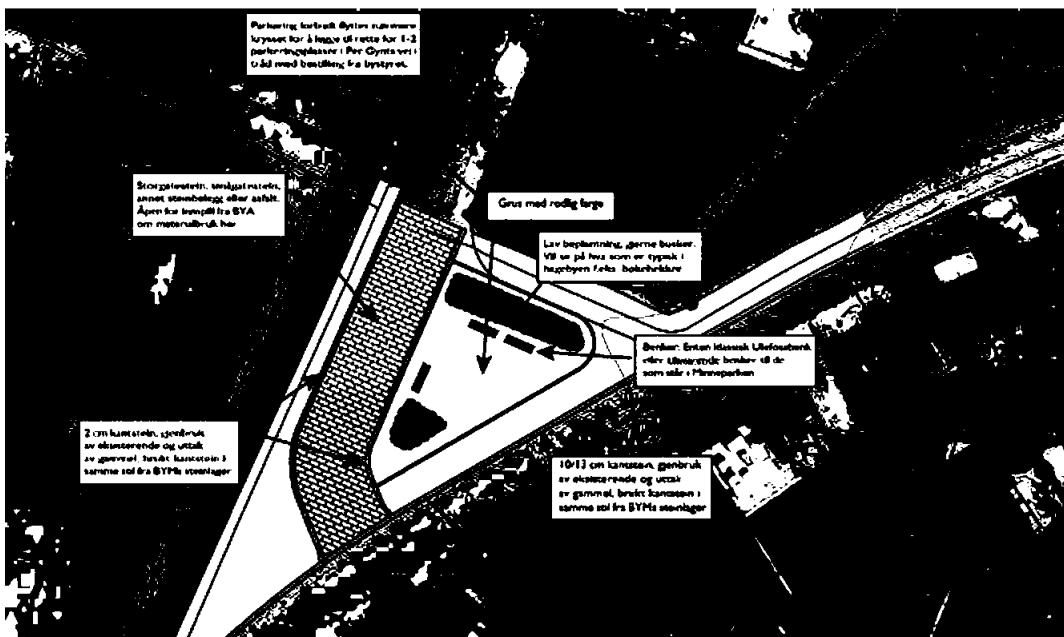 Parkering forbudt flyttes nærmere
krysset for å legge til rette for 1-2
parkeringsplasser i Per Gynts vei i
tråd med bestilling fra bystyret.
Storgatestein, smågatestein,
annet steinbelegg eller asfalt.
Åpen for innspill fra BYA
om materialbruk her
Grus med rødlig farge
Lav beplantning, gjerne busker.
Vil se på hva som er typisk i
hagebyen f.eks.
Benker. Enten klassisk Ullefossbenk
eller tilsvarende benker til de
som står i Minneparken
2 cm kantstein, gjenbruk
av eksisterende og uttak
av gammel, brukt kantstein i
samme stil fra BYMs steinlager
10/13 cm kantstein, gjenbruk
av eksisterende og uttak
av gammel, brukt kantstein i
samme stil fra BYMs steinlager